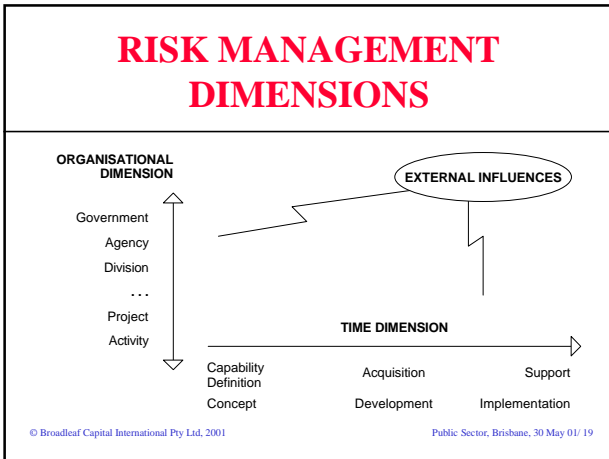 RISK MANAGEMENT
DIMENSIONS
ORGANISATIONAL
DIMENSION
EXTERNAL INFLUENCES
Government
Agency
Division
...
Project
Activity
TIME DIMENSION
Capability
Definition
Acquisition
Support
Concept
Development
Implementation
© Broadleaf Capital International Pty Ltd, 2001
Public Sector, Brisbane, 30 May 01/ 19